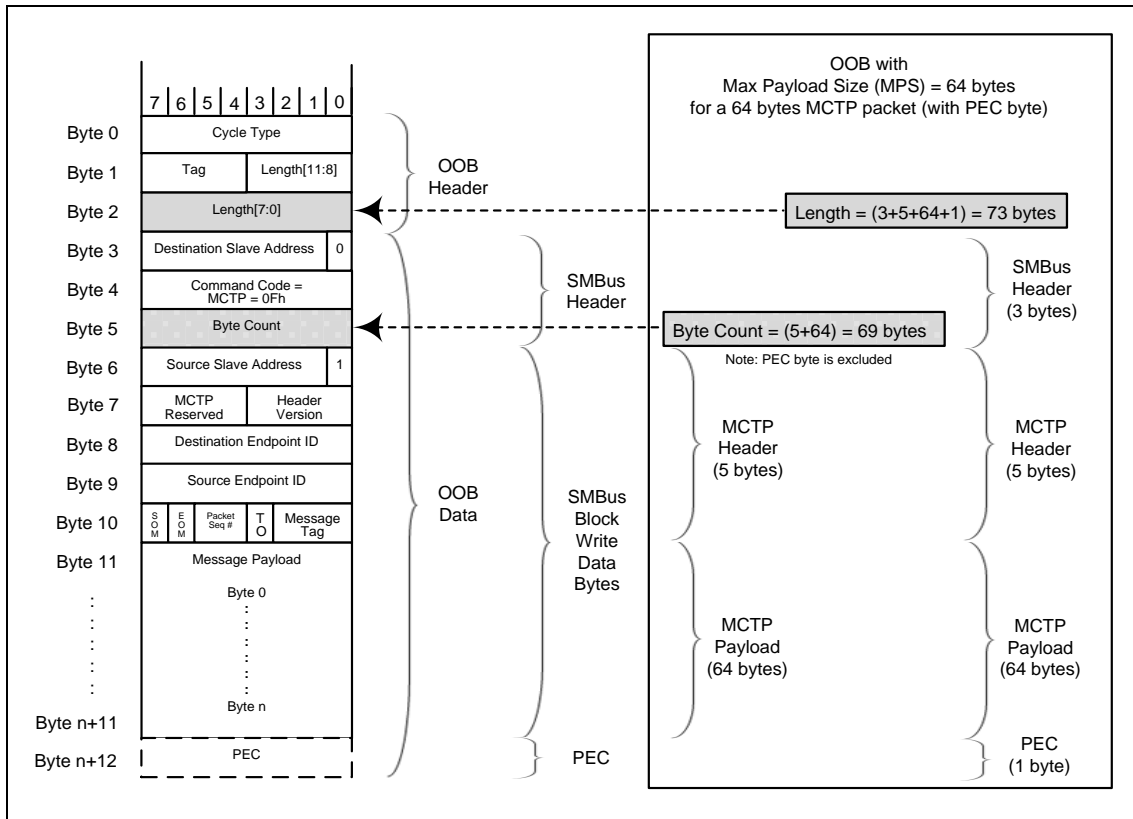 7 6 5 4 3 2 1 0
Byte 0
Cycle Type
Byte 1
Tag
Length[11:8]
Byte 2
Length[7:0]
OOB
Header
Byte 3
Destination Slave Address
0
Byte 4
Command Code =
MCTP = 0Fh
Byte 5
Byte Count
SMBus
Header
Byte 6
Source Slave Address
1
Byte 7
MCTP
Reserved
Header
Version
Byte 8
Destination Endpoint ID
Byte 9
Source Endpoint ID
Byte 10
SOM
EOM
Packet
Seq #
TO
Message
Tag
Byte 11
Message Payload
Byte 0
Byte n
Byte n+11
Byte n+12
PEC
OOB
Data
SMBus
Block
Write
Data
Bytes
PEC
OOB with
Max Payload Size (MPS) = 64 bytes
for a 64 bytes MCTP packet (with PEC byte)
Length = (3+5+64+1) = 73 bytes
SMBus
Header
(3 bytes)
Byte Count = (5+64) = 69 bytes
Note: PEC byte is excluded
MCTP
Header
(5 bytes)
MCTP
Header
(5 bytes)
MCTP
Payload
(64 bytes)
MCTP
Payload
(64 bytes)
PEC
(1 byte)